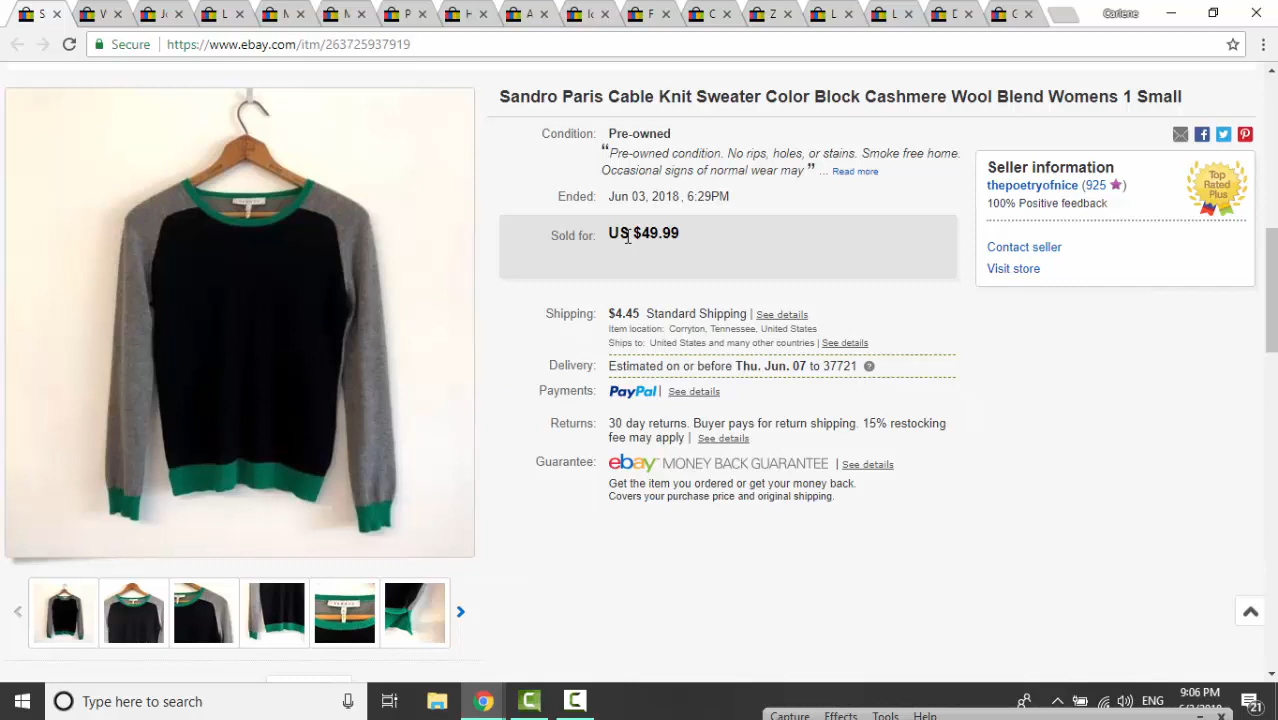 S
V
J
L
M
M
P
H
A
Ic
F
C
Z
L
L
D
C
Carlene
Secure https://www.ebay.com/itm/263725937919
Sandro Paris Cable Knit Sweater Color Block Cashmere Wool Blend Womens 1 Small
Condition: Pre-owned
“Pre-owned condition. No rips, holes, or stains. Smoke free home.
Occasional signs of normal wear may ” ... Read more
Ended: Jun 03, 2018 , 6:29PM
Sold for: US $49.99
Shipping: $4.45 Standard Shipping | See details
Item location: Corryton, Tennessee, United States
Ships to: United States and many other countries | See details
Delivery: Estimated on or before Thu. Jun. 07 to 37721
Payments: PayPal | See details
Returns: 30 day returns. Buyer pays for return shipping. 15% restocking
fee may apply | See details
Guarantee: ebay MONEY BACK GUARANTEE | See details
Get the item you ordered or get your money back.
Covers your purchase price and original shipping.
Seller information
thepoetryofnice (925 )
100% Positive feedback
Top
Rated
Plus
Contact seller
Visit store
Type here to search
ENG
9:06 PM
21
Capture Effects Tools Help